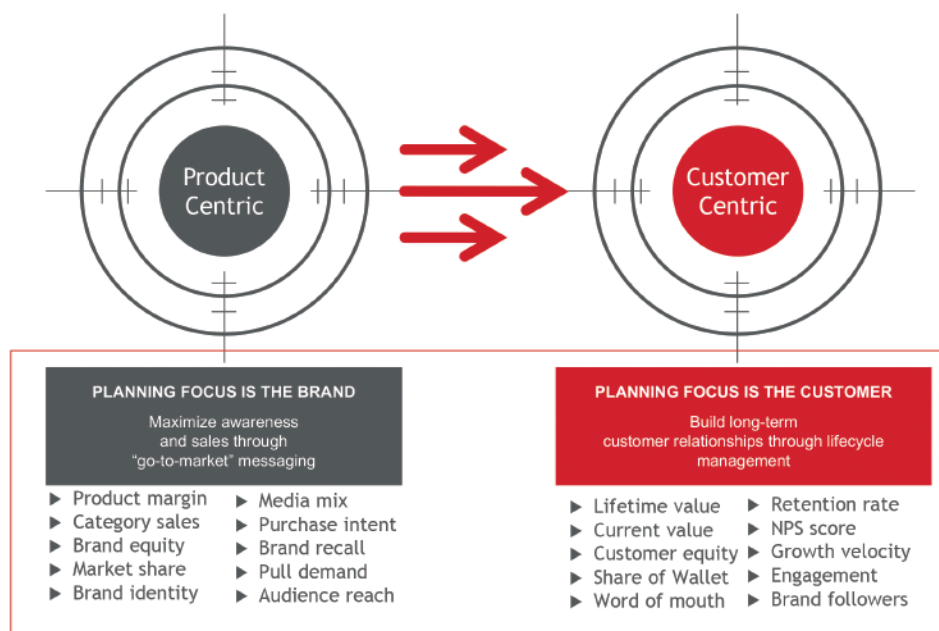 Product
Centric
Customer
Centric
PLANNING FOCUS IS THE BRAND
Maximize awareness
and sales through
“go-to-market” messaging
▶ Product margin
▶ Category sales
▶ Brand equity
▶ Market share
▶ Brand identity
▶ Media mix
▶ Purchase intent
▶ Brand recall
▶ Pull demand
▶ Audience reach
PLANNING FOCUS IS THE CUSTOMER
Build long-term
customer relationships through lifecycle
management
▶ Lifetime value
▶ Current value
▶ Customer equity
▶ Share of Wallet
▶ Word of mouth
▶ Retention rate
▶ NPS score
▶ Growth velocity
▶ Engagement
▶ Brand followers